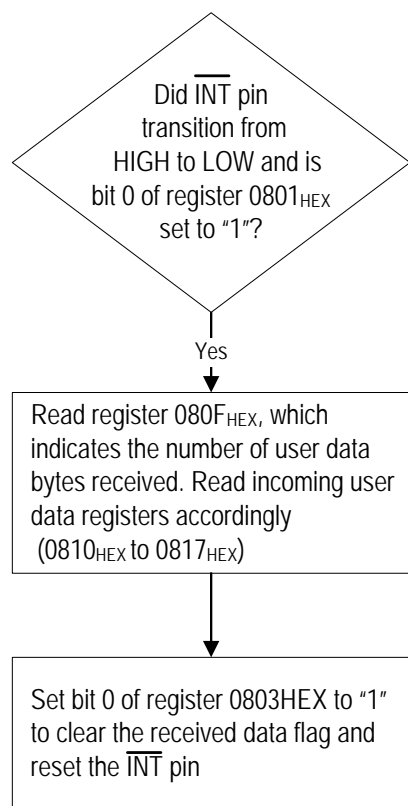 Did INT pin
transition from
HIGH to LOW and is
bit 0 of register 0801HEX
set to “1”?
Yes
Read register 080FHEX, which
indicates the number of user data
bytes received. Read incoming user
data registers accordingly
(0810HEX to 0817HEX)
Set bit 0 of register 0803HEX to “1”
to clear the received data flag and
reset the INT pin